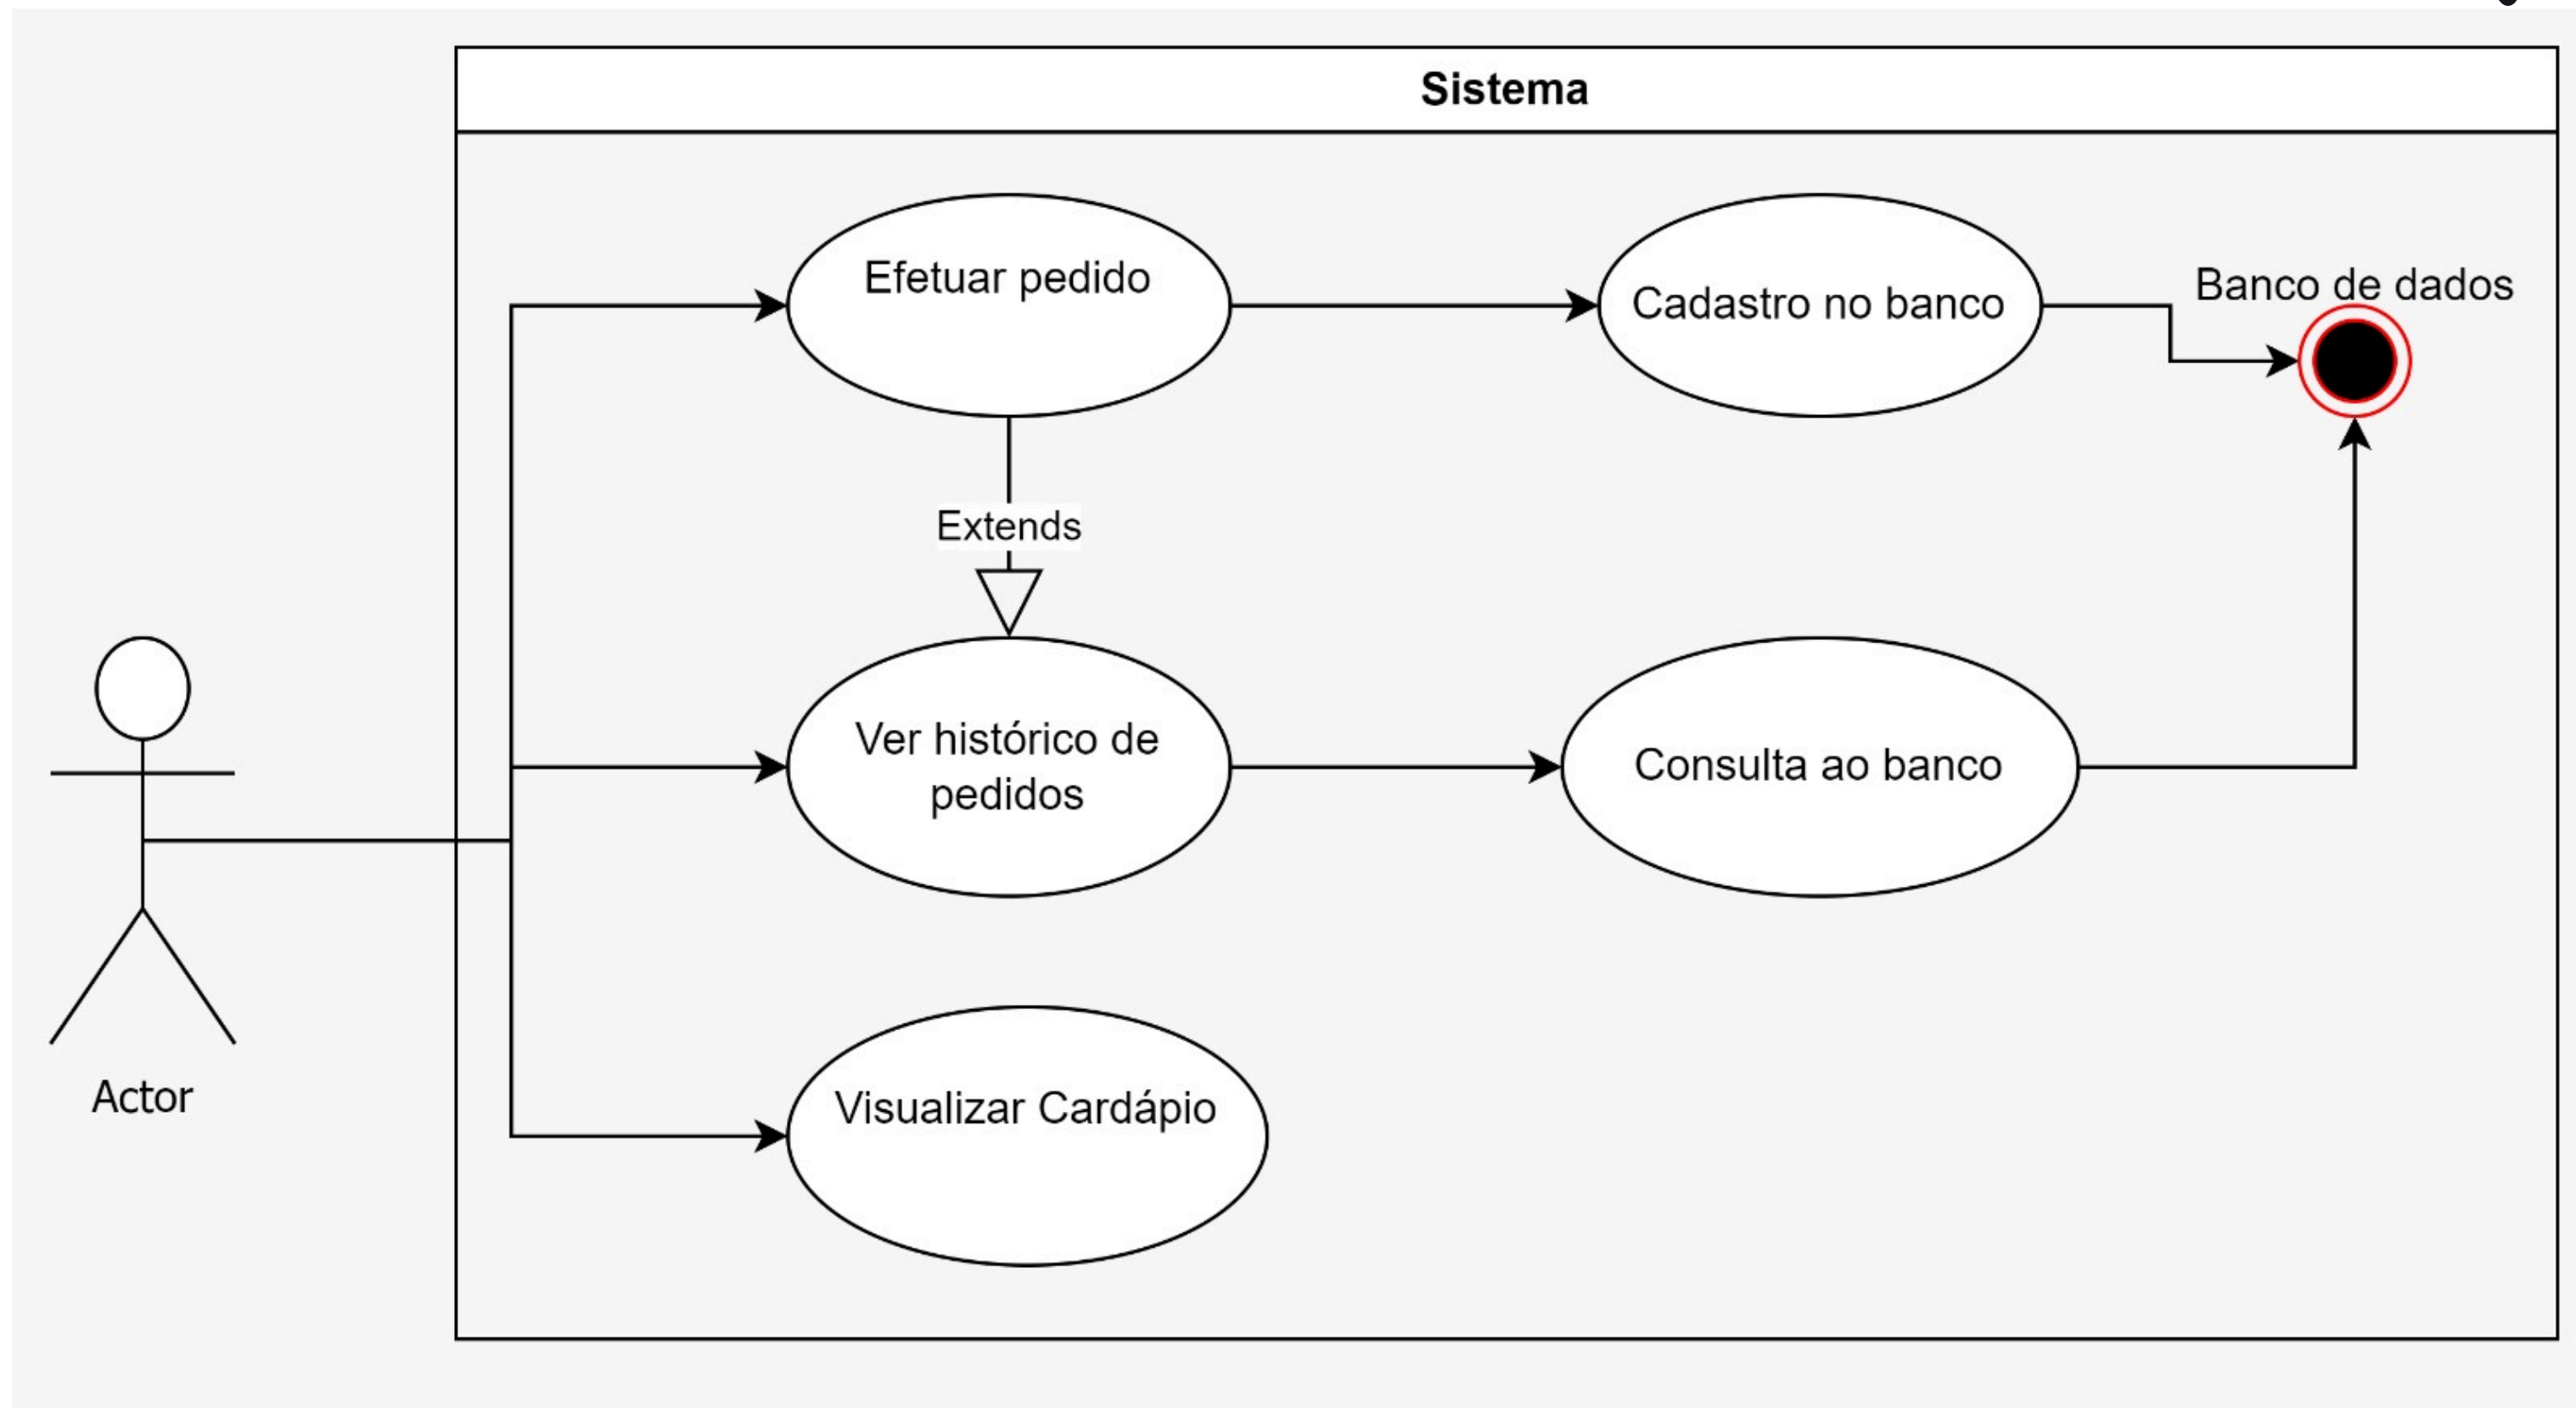 Sistema
Efetuar pedido
Cadastro no banco
Banco de dados
Extends
Ver histórico de
pedidos
Consulta ao banco
Visualizar Cardápio
Actor